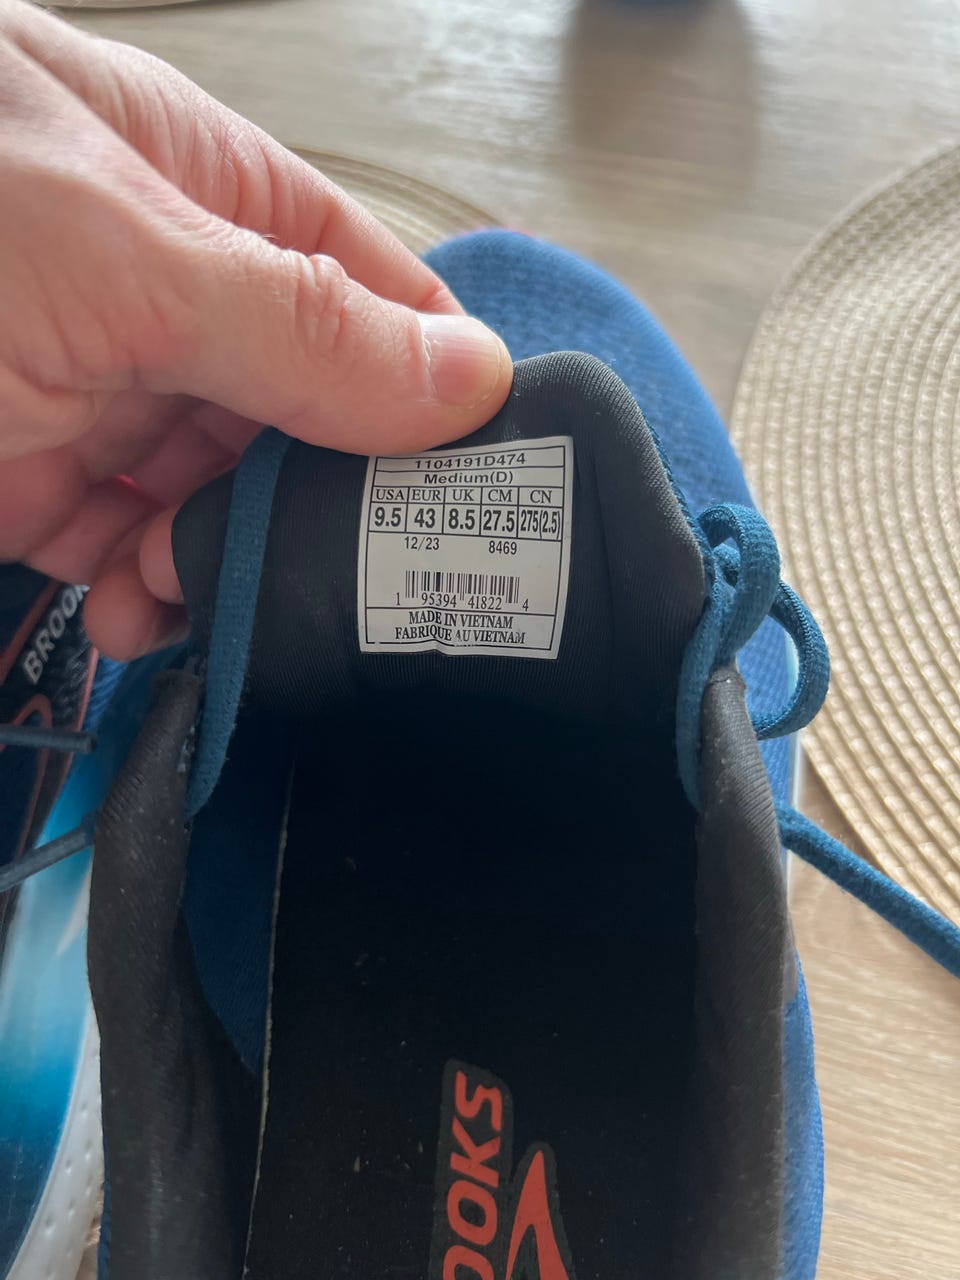 1104191D474
Medium(D)
USA EUR UK CM CN
9.5 43 8.5 27.5 275(2.5)
12/23 8469
1 95394 41822 4
MADE IN VIETNAM
FABRIQUE AU VIETNAM
BROOK
OOKS